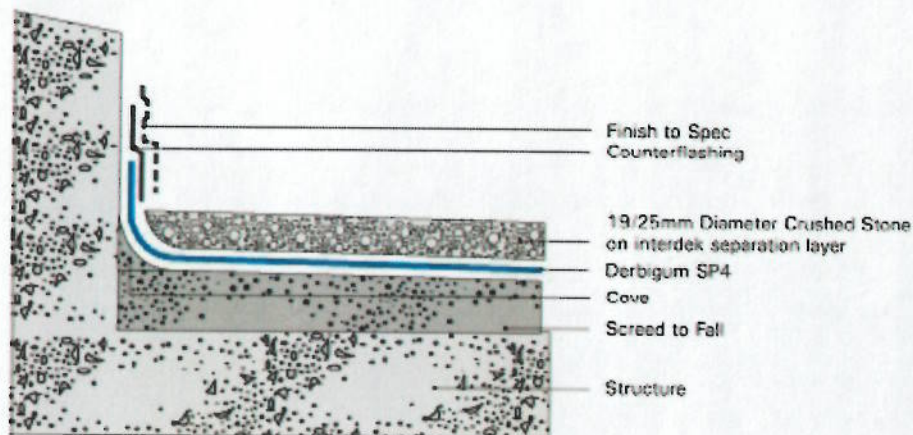 Finish to Spec
Counterflashing
19/25mm Diameter Crushed Stone
on interdek separation layer
Derbigum SP4
Cove
Screed to Fall
Structure